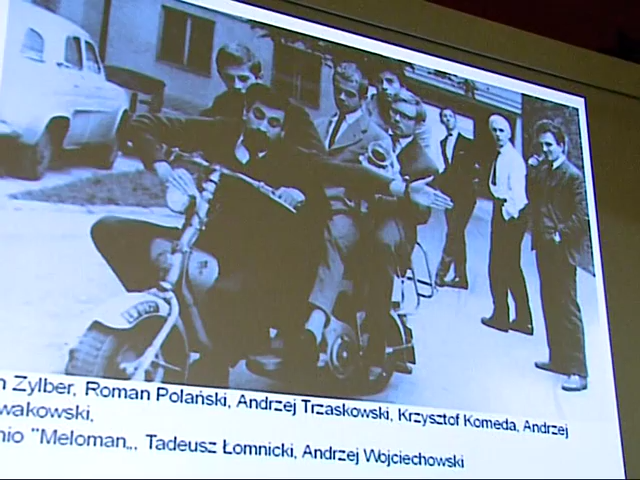 n Zylber, Roman Polański, Andrzej Trzaskowski, Krzysztof Komeda, Andrzej
wakowski,
nio "Meloman... Tadeusz Łomnicki, Andrzej Wojciechowski